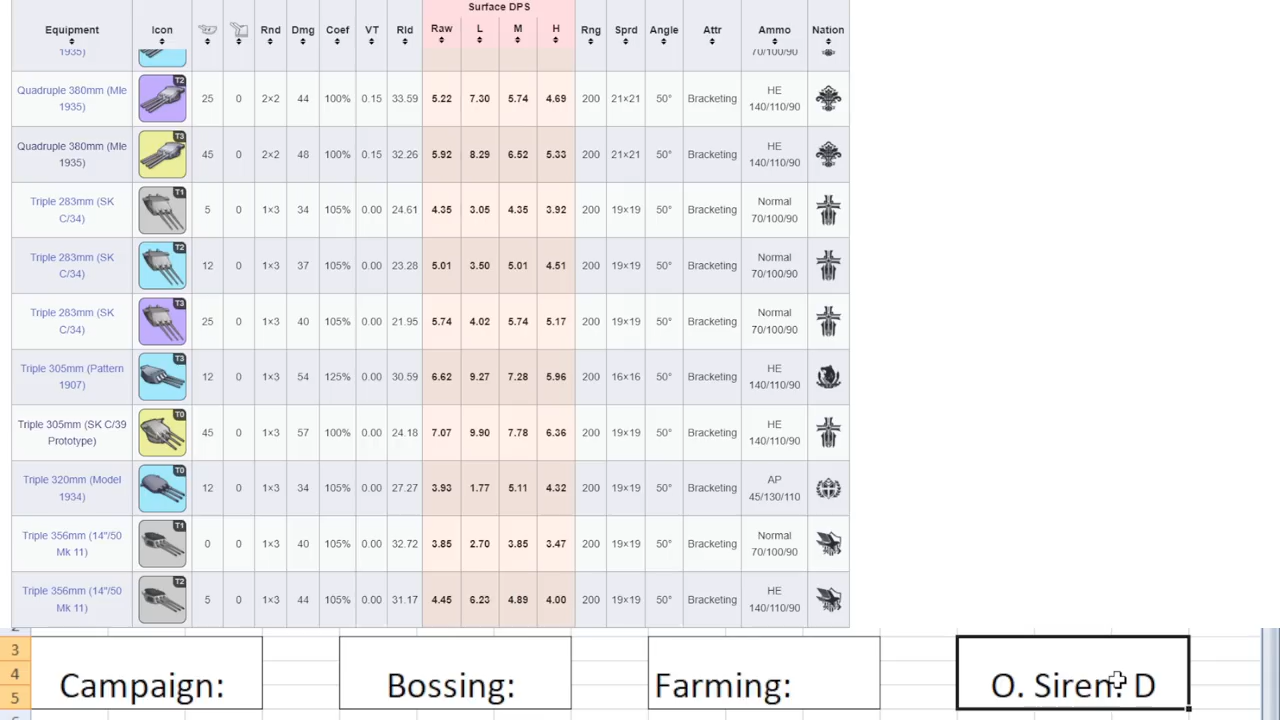 Surface DPS
Equipment Icon Rnd Dmg Coef VT Rld Raw L M H Rng Sprd Angle Attr Ammo Nation
1935) 70/100/90
Quadruple 380mm (Mle 1935) T2 25 0 2×2 44 100% 0.15 33.59 5.22 7.30 5.74 4.69 200 21×21 50° Bracketing HE 140/110/90
Quadruple 380mm (Mle 1935) T3 45 0 2×2 48 100% 0.15 32.26 5.92 8.29 6.52 5.33 200 21×21 50° Bracketing HE 140/110/90
Triple 283mm (SK C/34) T1 5 0 1×3 34 105% 0.00 24.61 4.35 3.05 4.35 3.92 200 19×19 50° Bracketing Normal 70/100/90
Triple 283mm (SK C/34) T2 12 0 1×3 37 105% 0.00 23.28 5.01 3.50 5.01 4.51 200 19×19 50° Bracketing Normal 70/100/90
Triple 283mm (SK C/34) T3 25 0 1×3 40 105% 0.00 21.95 5.74 4.02 5.74 5.17 200 19×19 50° Bracketing Normal 70/100/90
Triple 305mm (Pattern 1907) T3 12 0 1×3 54 125% 0.00 30.59 6.62 9.27 7.28 5.96 200 16×16 50° Bracketing HE 140/110/90
Triple 305mm (SK C/39 Prototype) T0 45 0 1×3 57 100% 0.00 24.18 7.07 9.90 7.78 6.36 200 19×19 50° Bracketing HE 140/110/90
Triple 320mm (Model 1934) T0 12 0 1×3 34 105% 0.00 27.27 3.93 1.77 5.11 4.32 200 19×19 50° Bracketing AP 45/130/110
Triple 356mm (14"/50 Mk 11) T1 0 0 1×3 40 105% 0.00 32.72 3.85 2.70 3.85 3.47 200 19×19 50° Bracketing Normal 70/100/90
Triple 356mm (14"/50 Mk 11) T2 5 0 1×3 44 105% 0.00 31.17 4.45 6.23 4.89 4.00 200 19×19 50° Bracketing HE 140/110/90
3
4
5
Campaign: Bossing: Farming: O. Siren: D